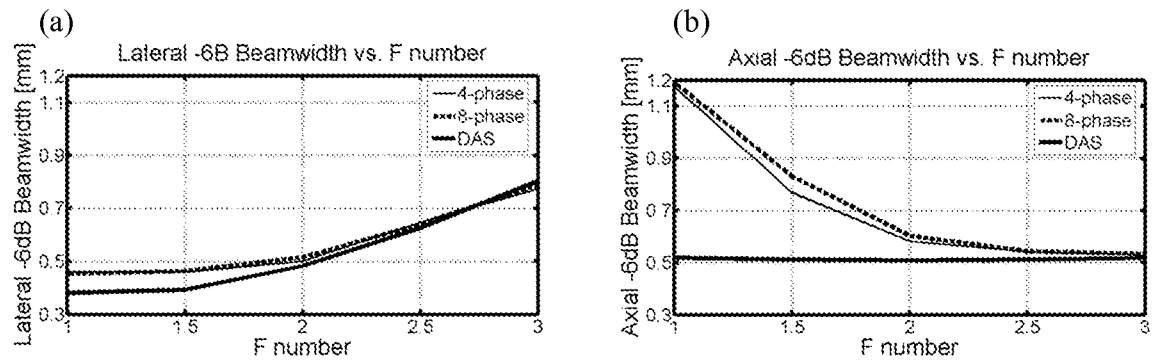 (a)
Lateral -6B Beamwidth vs. F number
Lateral -6dB Beamwidth [mm]
1.2
1.1
0.9
0.7
0.5
0.3
4-phase
8-phase
DAS
1
1.5
2
2.5
3
F number
(b)
Axial -6dB Beamwidth vs. F number
Axial -6dB Beamwidth [mm]
1.2
1.1
0.9
0.7
0.5
0.3
4-phase
8-phase
DAS
1
1.5
2
2.5
3
F number